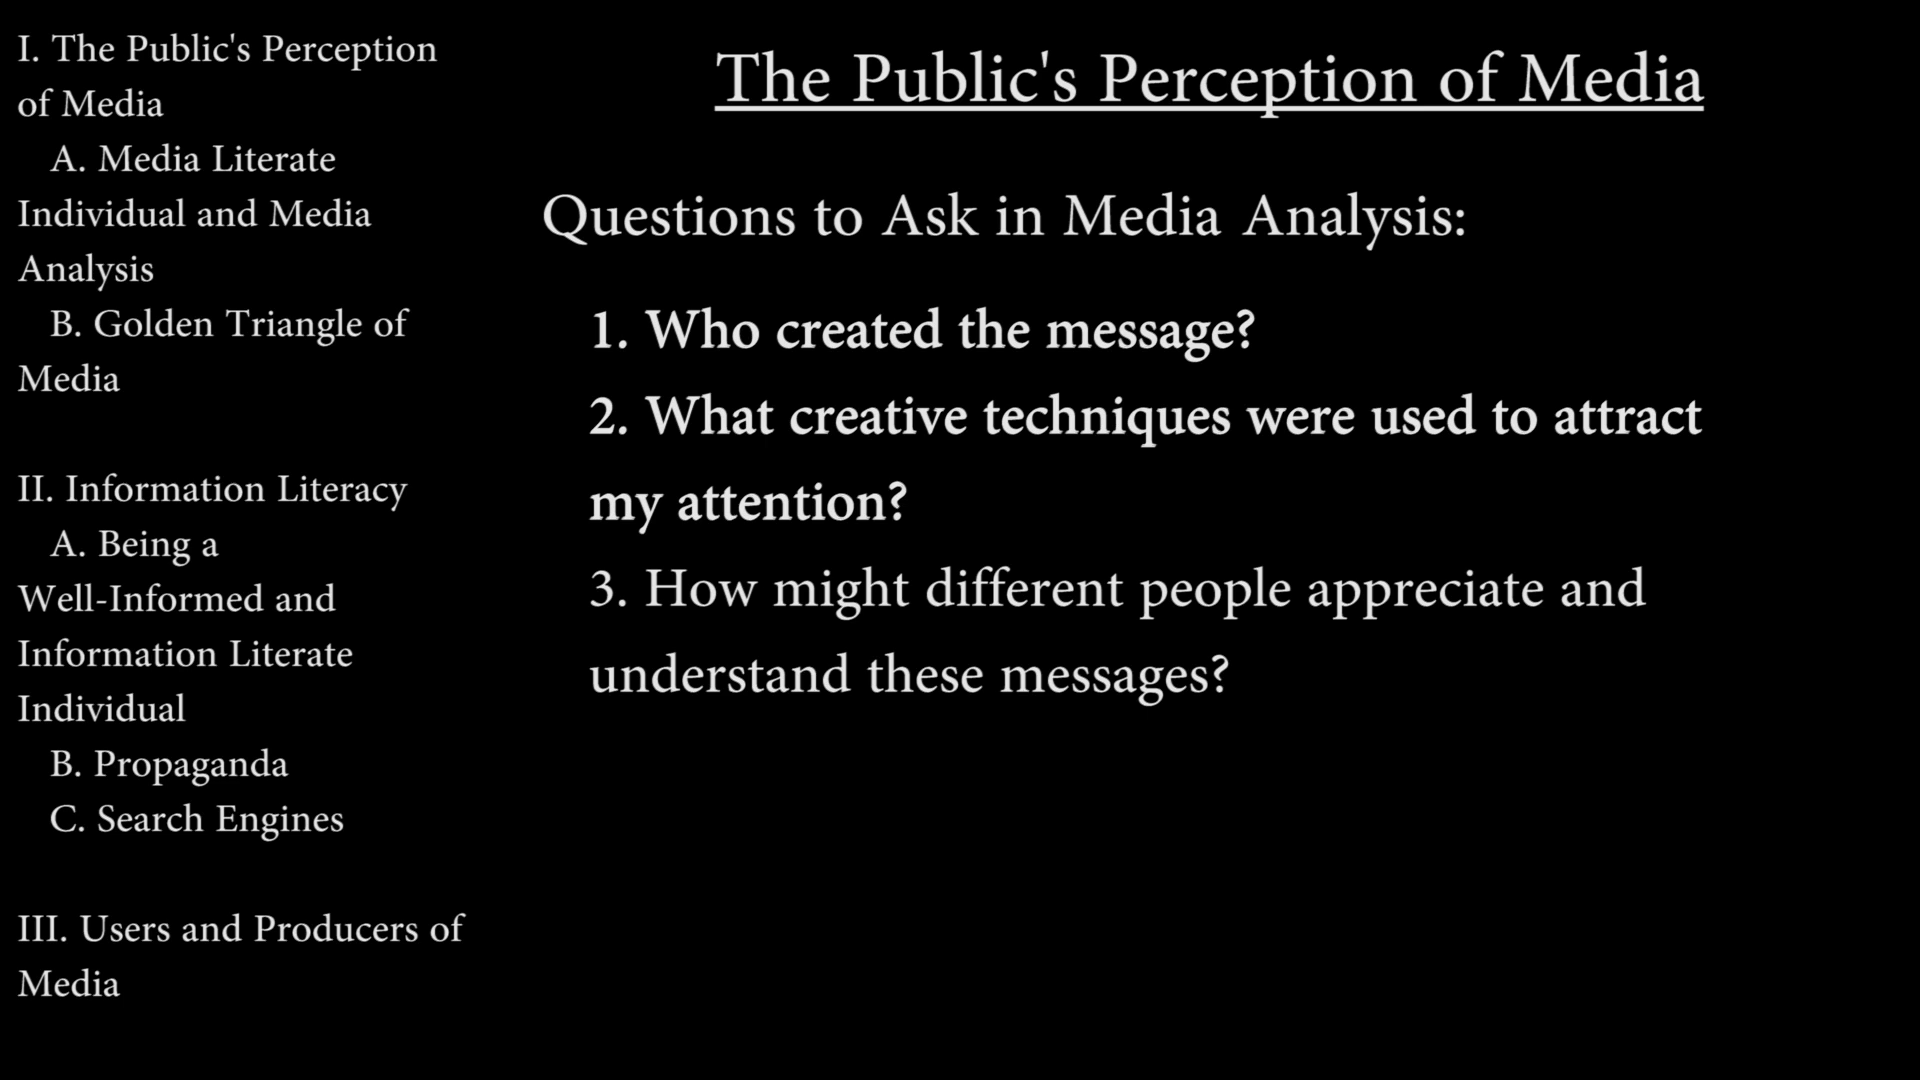 I. The Public's Perception
of Media
A. Media Literate
Individual and Media
Analysis
B. Golden Triangle of
Media
II. Information Literacy
A. Being a
Well-Informed and
Information Literate
Individual
B. Propaganda
C. Search Engines
III. Users and Producers of
Media
The Public's Perception of Media
Questions to Ask in Media Analysis:
1. Who created the message?
2. What creative techniques were used to attract
my attention?
3. How might different people appreciate and
understand these messages?